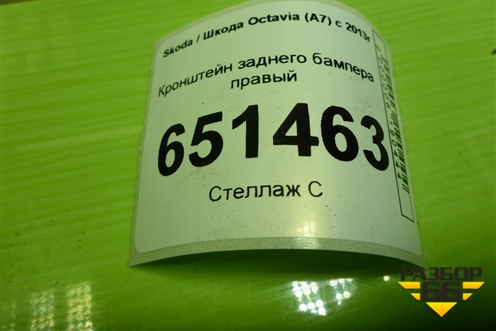 Skoda / Шкода Octavia (A7) с 2013г
Кронштейн заднего бампера
правый
651463
Стеллаж С
РАЗБОР
66